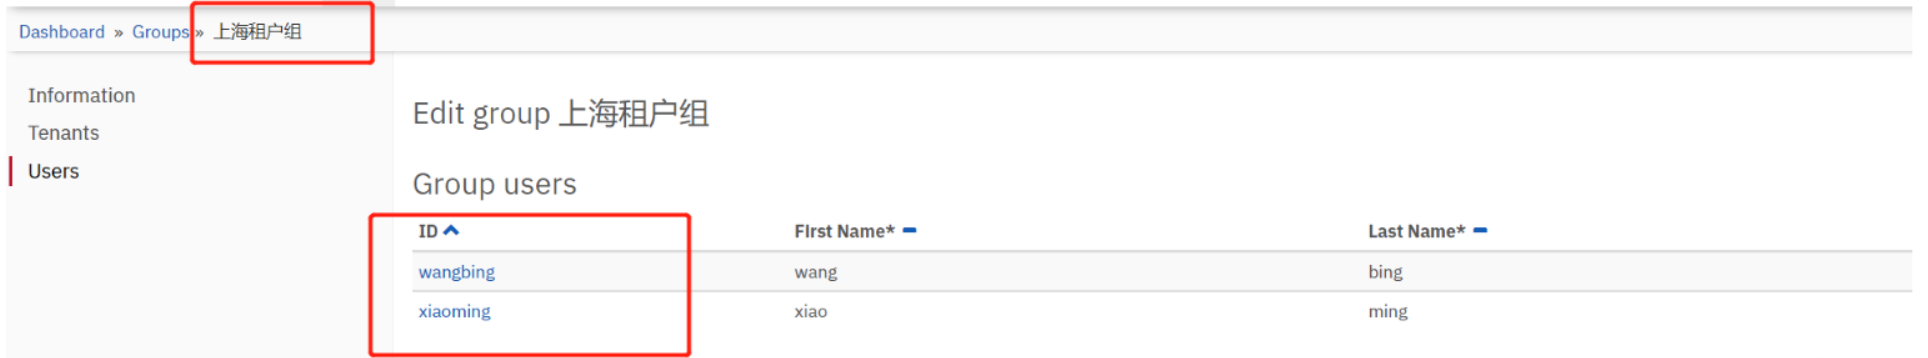 Dashboard » Groups » 上海租户组
Information
Tenants
Users
Edit group 上海租户组
Group users
ID First Name* Last Name*
wangbing wang bing
xiaoming xiao ming